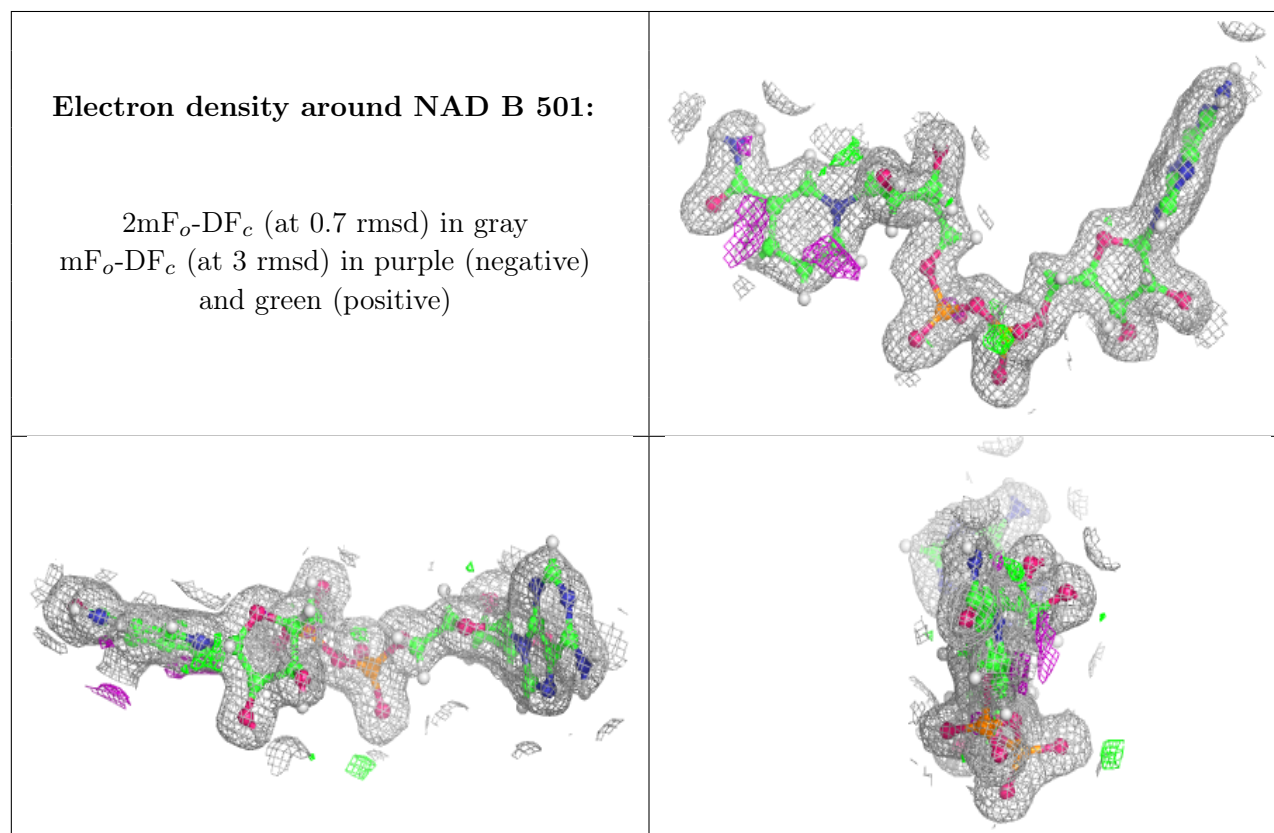 Electron density around NAD B 501:
2mFo-DFc (at 0.7 rmsd) in gray
mFo-DFc (at 3 rmsd) in purple (negative)
and green (positive)